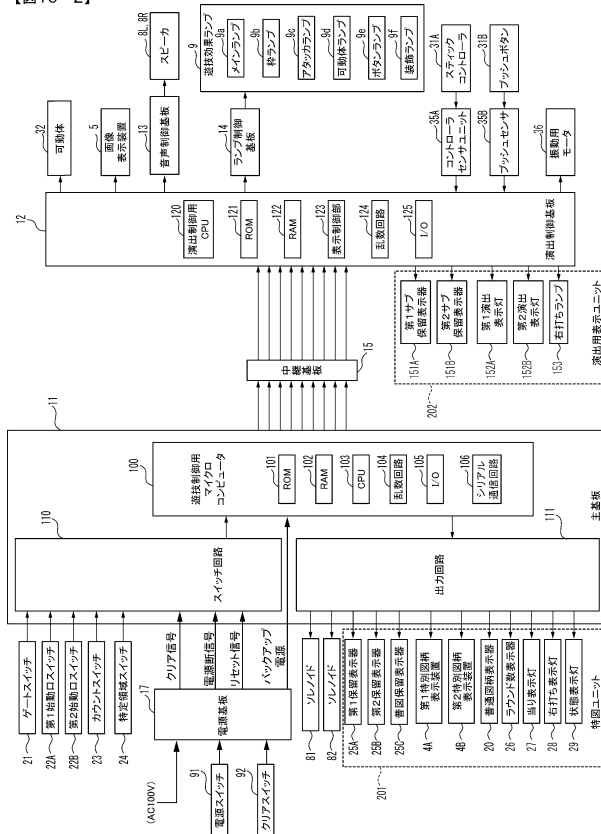 【図10-2】
ゲートスイッチ
21
第1始動口スイッチ
22A
第2始動口スイッチ
22B
カウントスイッチ
23
特定領域スイッチ
24
(AC100V)
電源基板
17
電源スイッチ
91
クリアスイッチ
92
クリア信号
電源断信号
リセット信号
バックアップ
電源
スイッチ回路
110
主基板
11
遊技制御用
マイクロ
コンピュータ
100
ROM
101
RAM
102
CPU
103
乱数回路
104
I/O
105
シリアル
通信回路
106
出力回路
111
ソレノイド
81
ソレノイド
82
第1保留表示器
25A
第2保留表示器
25B
普図保留表示器
25C
第1特別図柄
表示装置
4A
第2特別図柄
表示装置
4B
普通図柄表示器
20
ラウンド数表示器
26
当り表示灯
27
右打ち表示灯
28
状態表示灯
29
特図ユニット
201
中継基板
15
演出制御基板
12
演出制御用
CPU
120
ROM
121
RAM
122
表示制御部
123
乱数回路
124
I/O
125
可動体
32
画像
表示装置
5
音声制御基板
13
スピーカ
8L,8R
ランプ制御
基板
14
遊技効果ランプ
9
メインランプ
9a
枠ランプ
9b
アタッカランプ
9c
可動体ランプ
9d
ボタンランプ
9e
装飾ランプ
9f
スティック
コントローラ
31A
コントローラ
センサユニット
35A
プッシュボタン
31B
プッシュセンサ
35B
振動用
モータ
36
第1サブ
保留表示器
151A
第2サブ
保留表示器
151B
第1演出
表示灯
152A
第2演出
表示灯
152B
右打ちランプ
153
演出用表示ユニット
202